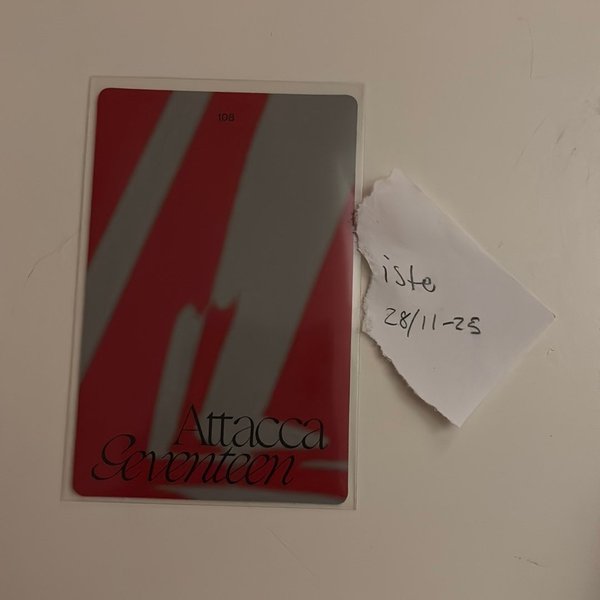 108
Attacca
Seventeen
iste
28/11-25